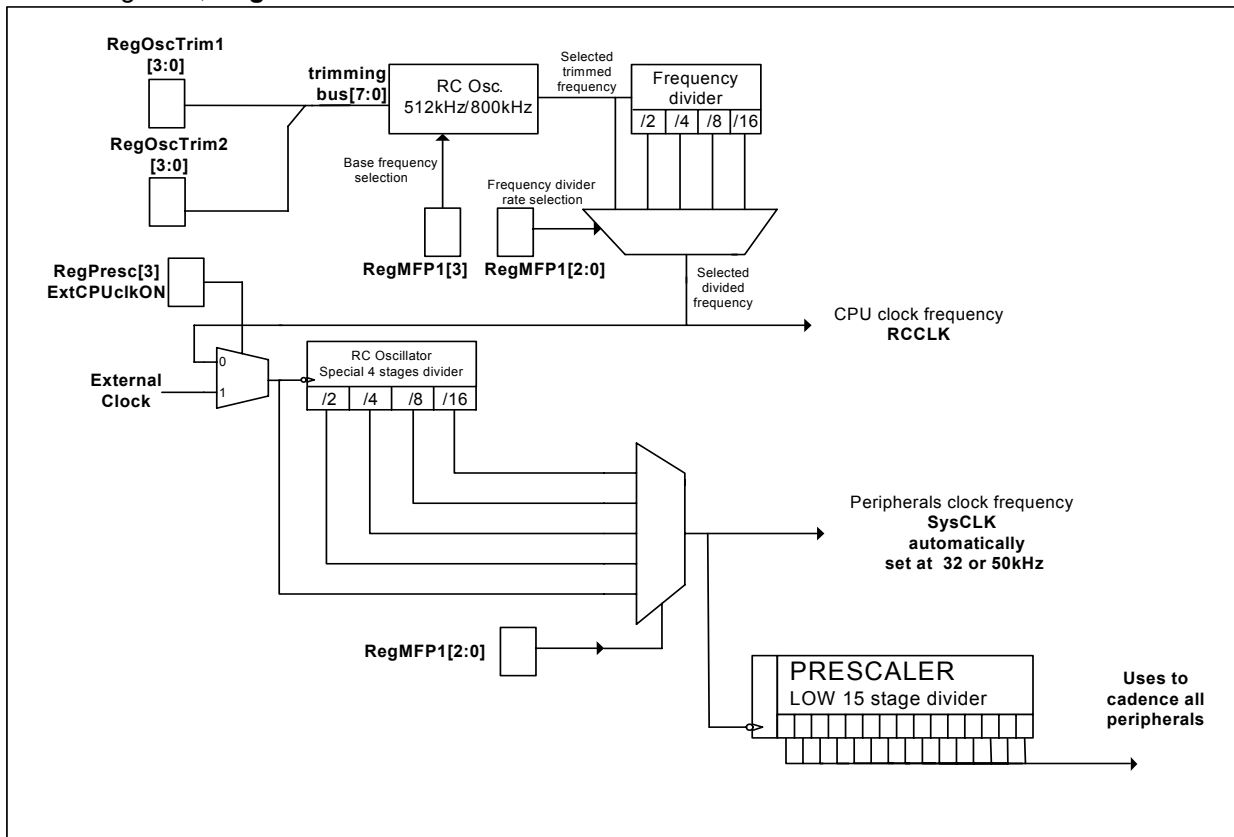 RegOscTrim1
[3:0]
trimming
bus[7:0]
RC Osc.
512kHz/800kHz
Selected
trimmed
frequency
Frequency
divider
/2 /4 /8 /16
RegOscTrim2
[3:0]
Base frequency
selection
Frequency divider
rate selection
RegMFP1[3]
RegMFP1[2:0]
RegPresc[3]
ExtCPUclkON
Selected
divided
frequency
CPU clock frequency
RCCLK
0
1
External
Clock
RC Oscillator
Special 4 stages divider
/2 /4 /8 /16
Peripherals clock frequency
SysCLK
automatically
set at 32 or 50kHz
RegMFP1[2:0]
PRESCALER
LOW 15 stage divider
Uses to
cadence all
peripherals